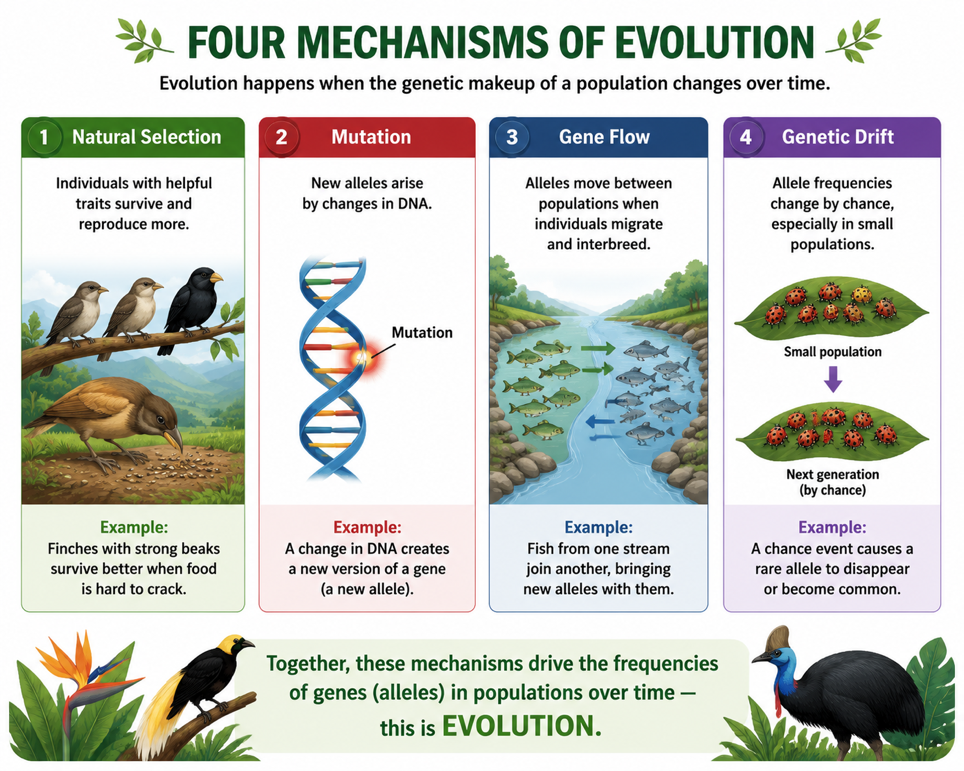 FOUR MECHANISMS OF EVOLUTION
Evolution happens when the genetic makeup of a population changes over time.
1 Natural Selection
Individuals with helpful
traits survive and
reproduce more.
Example:
Finches with strong beaks
survive better when food
is hard to crack.
2 Mutation
New alleles arise
by changes in DNA.
Mutation
Example:
A change in DNA creates
a new version of a gene
(a new allele).
3 Gene Flow
Alleles move between
populations when
individuals migrate
and interbreed.
Example:
Fish from one stream
join another, bringing
new alleles with them.
4 Genetic Drift
Allele frequencies
change by chance,
especially in small
populations.
Small population
Next generation
(by chance)
Example:
A chance event causes a
rare allele to disappear
or become common.
Together, these mechanisms drive the frequencies
of genes (alleles) in populations over time —
this is EVOLUTION.